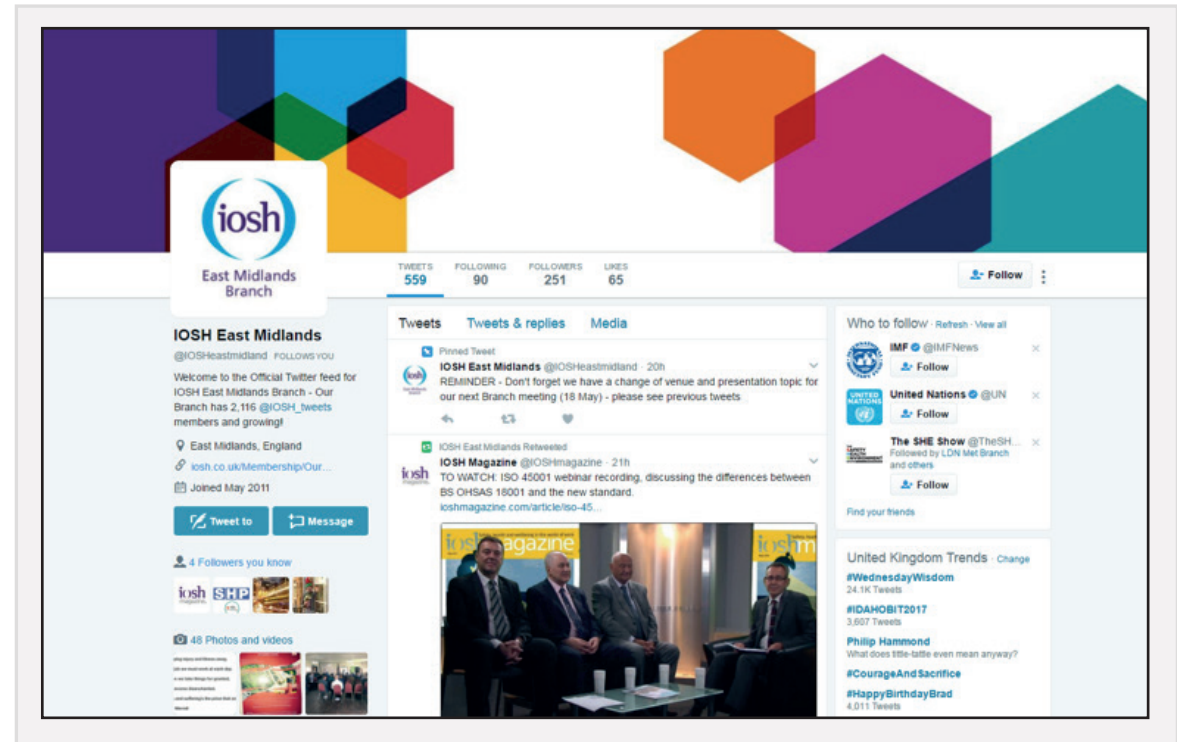 iosh
East Midlands
Branch
TWEETS FOLLOWING FOLLOWERS LIKES
559 90 251 65
Follow
IOSH East Midlands
@IOSHeastmidland FOLLOWS YOU
Welcome to the Official Twitter feed for
IOSH East Midlands Branch - Our
Branch has 2,116 @IOSH_tweets
members and growing!
East Midlands, England
iosh.co.uk/Membership/Our...
Joined May 2011
Tweet to Message
4 Followers you know
iosh SHP
magazine
48 Photos and videos
Tweets Tweets & replies Media
Pinned Tweet
IOSH East Midlands @IOSHeastmidland · 20h
REMINDER - Don't forget we have a change of venue and presentation topic for
our next Branch meeting (18 May) - please see previous tweets
IOSH East Midlands Retweeted
IOSH Magazine @IOSHmagazine · 21h
iosh
magazine
TO WATCH: ISO 45001 webinar recording, discussing the differences between
BS OHSAS 18001 and the new standard.
ioshmagazine.com/article/iso-45...
Who to follow · Refresh · View all
IMF @IMFNews
Follow
UNITED
NATIONS
United Nations @UN
Follow
The SHE Show @TheSH...
Followed by LDN Met Branch
and others
Follow
Find your friends
United Kingdom Trends · Change
#WednesdayWisdom
24.1K Tweets
#IDAHOBIT2017
3,607 Tweets
Philip Hammond
What does tittle-tattle even mean anyway?
#CourageAndSacrifice
#HappyBirthdayBrad
4,011 Tweets